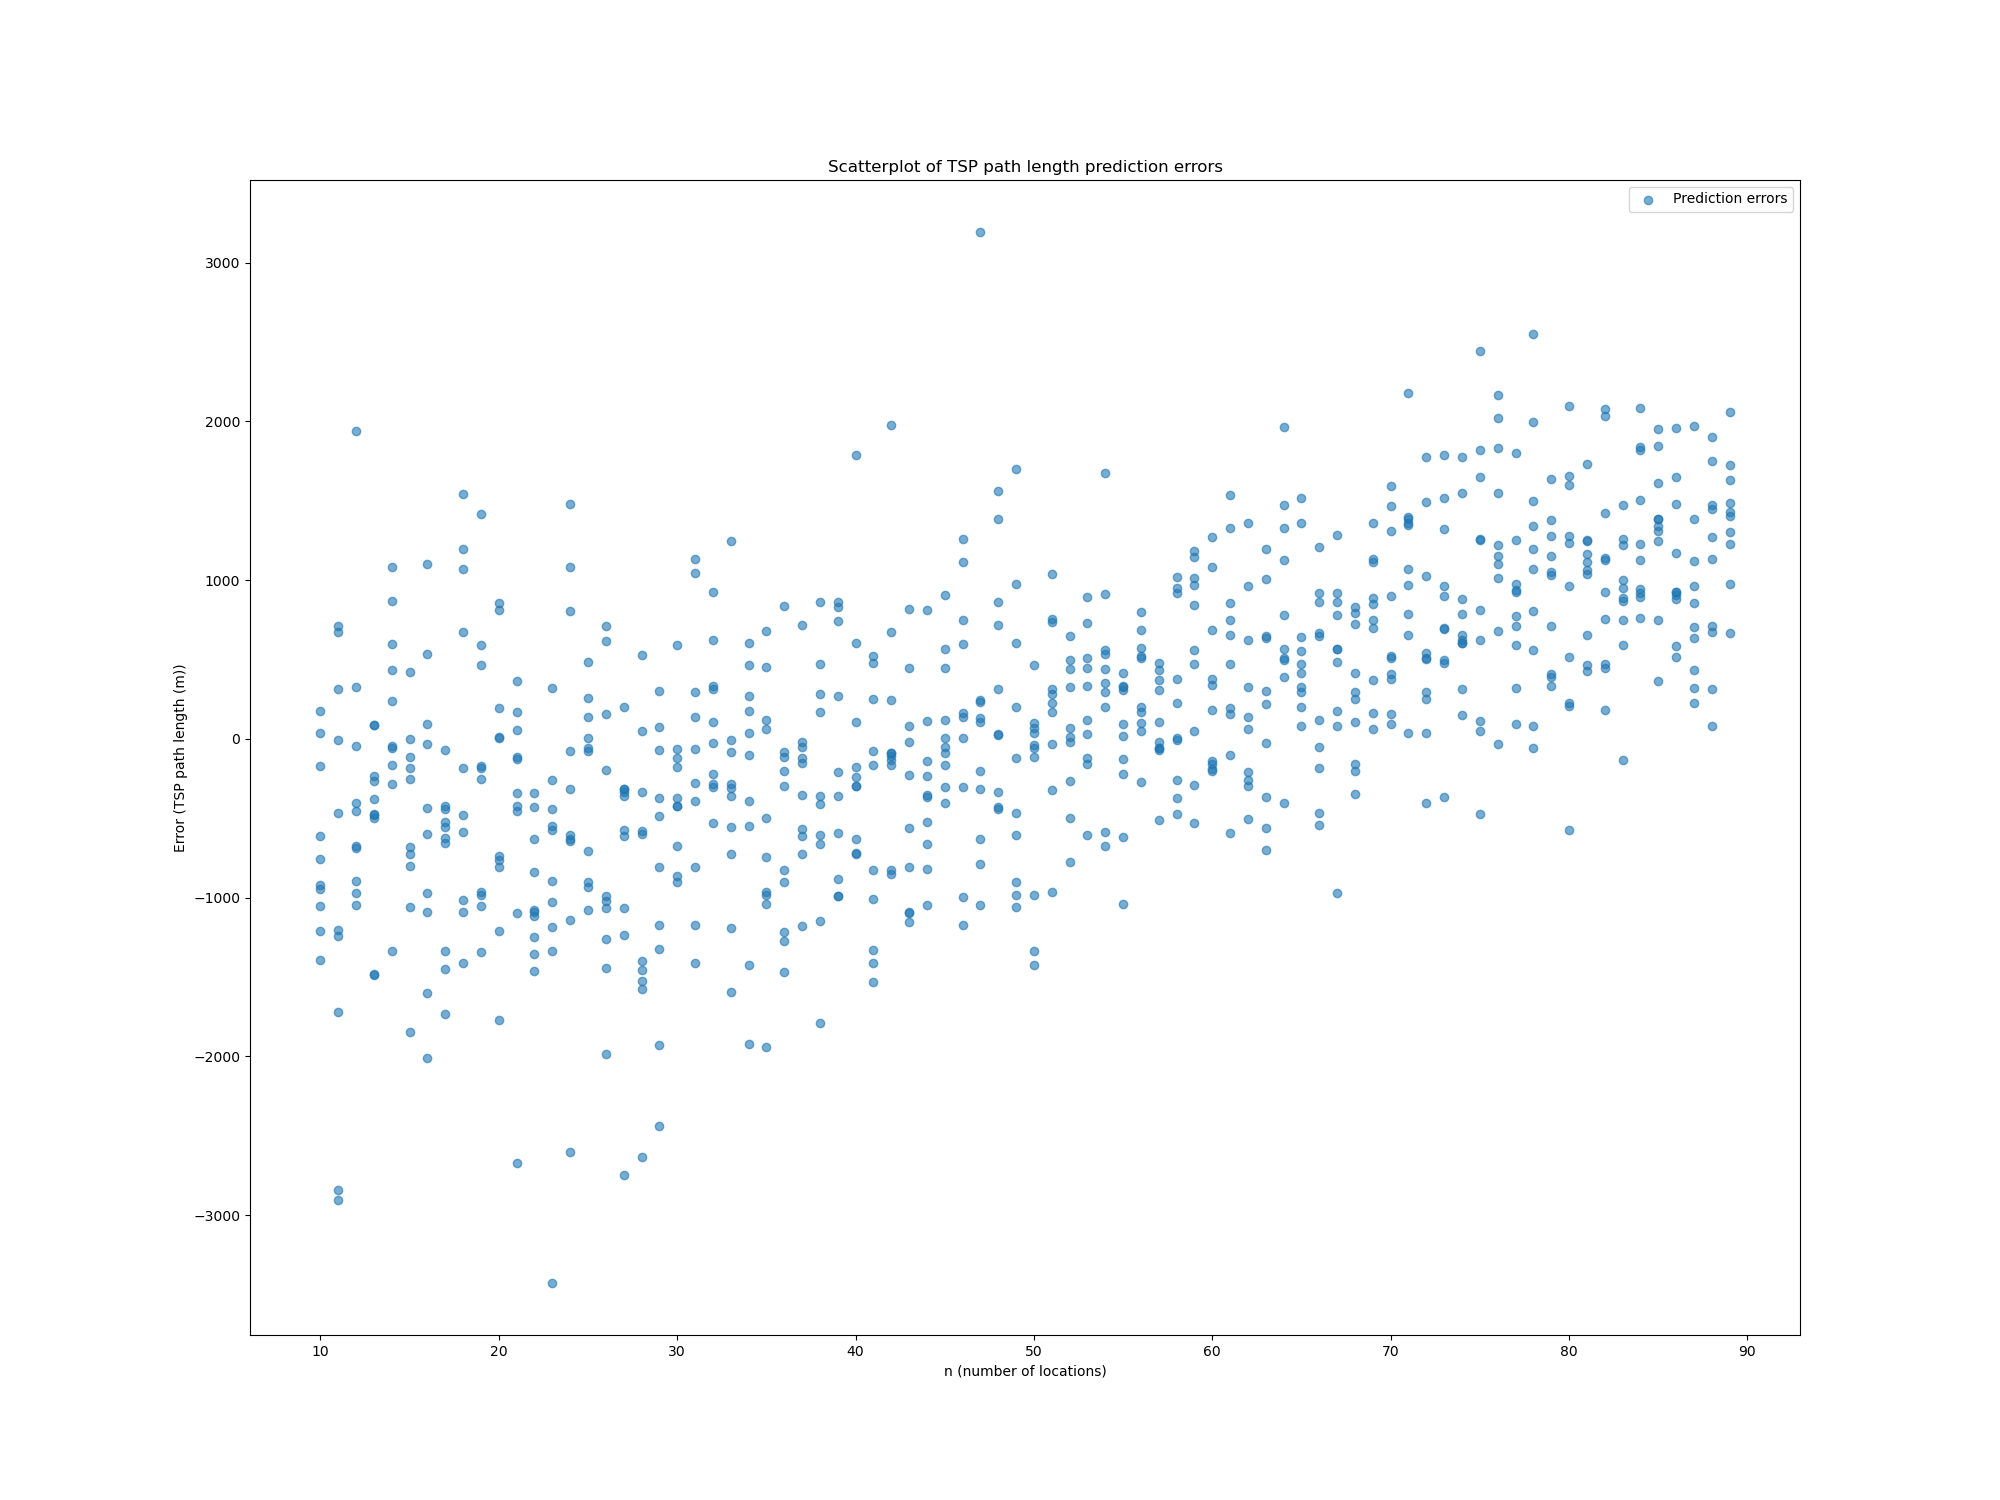 Scatterplot of TSP path length prediction errors
Prediction errors
3000
2000
1000
0
−1000
−2000
−3000
Error (TSP path length (m))
10 20 30 40 50 60 70 80 90
n (number of locations)